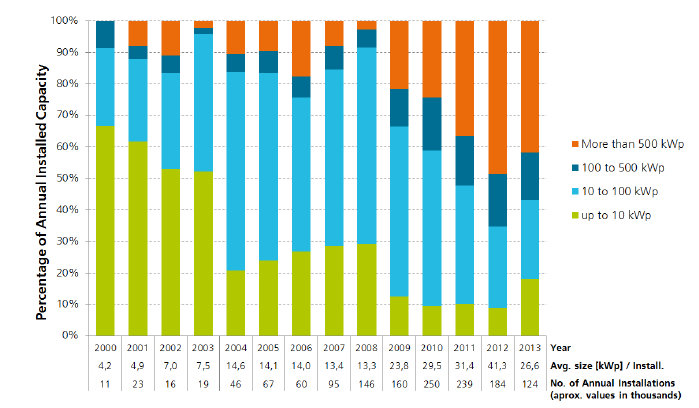 Percentage of Annual Installed Capacity
100%
90%
80%
70%
60%
50%
40%
30%
20%
10%
0%
More than 500 kWp
100 to 500 kWp
10 to 100 kWp
up to 10 kWp
2000 2001 2002 2003 2004 2005 2006 2007 2008 2009 2010 2011 2012 2013 Year
4,2 4,9 7,0 7,5 14,6 14,1 14,0 13,4 13,3 23,8 29,5 31,4 41,3 26,6 Avg. size [kWp] / Install.
11 23 16 19 46 67 60 95 146 160 250 239 184 124 No. of Annual Installations
(aprox. values in thousands)